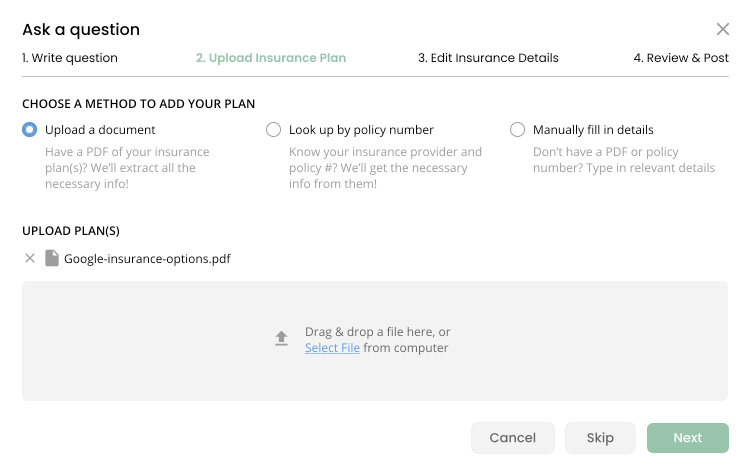 Ask a question
1. Write question
2. Upload Insurance Plan
3. Edit Insurance Details
4. Review & Post
CHOOSE A METHOD TO ADD YOUR PLAN
Upload a document
Have a PDF of your insurance
plan(s)? We’ll extract all the
necessary info!
Look up by policy number
Know your insurance provider and
policy #? We’ll get the necessary
info from them!
Manually fill in details
Don’t have a PDF or policy
number? Type in relevant details
UPLOAD PLAN(S)
Google-insurance-options.pdf
Drag & drop a file here, or
Select File from computer
Cancel
Skip
Next